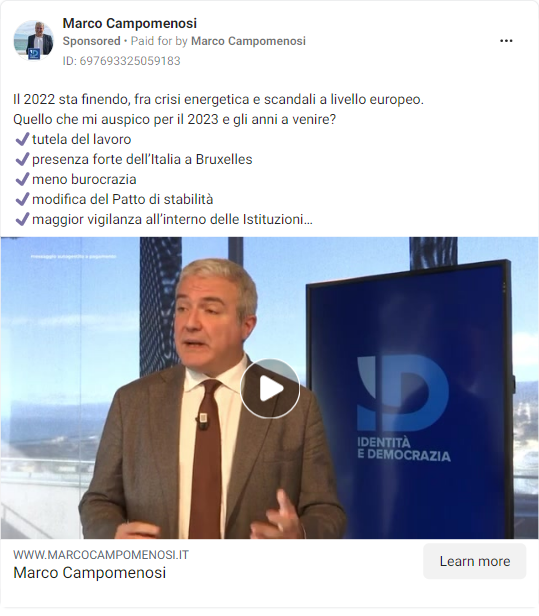 Marco Campomenosi
Sponsored • Paid for by Marco Campomenosi
ID: 697693325059183
Il 2022 sta finendo, fra crisi energetica e scandali a livello europeo.
Quello che mi auspico per il 2023 e gli anni a venire?
✔tutela del lavoro
✔presenza forte dell'Italia a Bruxelles
✔meno burocrazia
✔modifica del Patto di stabilità
✔maggior vigilanza all'interno delle Istituzioni...
messaggio autogestito a pagamento
IDENTITÀ
E DEMOCRAZIA
WWW.MARCOCAMPOMENOSI.IT
Marco Campomenosi
Learn more